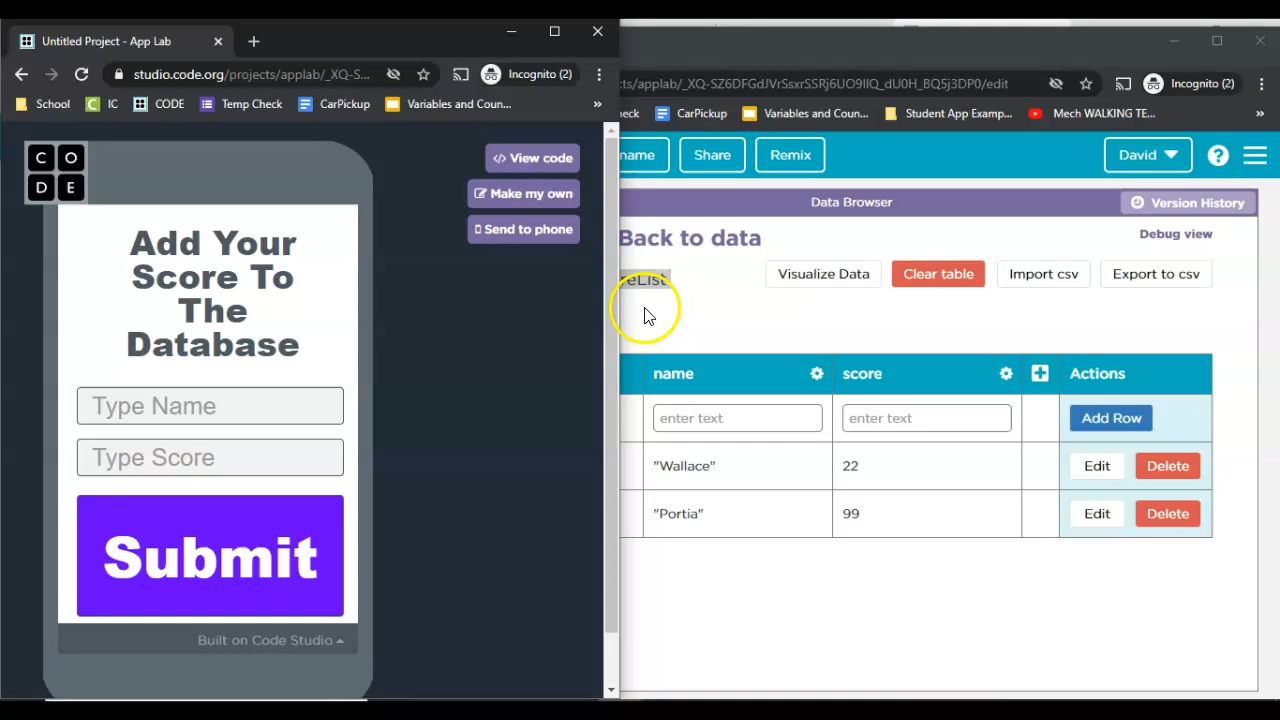 Untitled Project - App Lab
studio.code.org/projects/applab/_XQ-S...
Incognito (2)
School
IC
CODE
Temp Check
CarPickup
Variables and Coun...
»
C O
D E
View code
Make my own
Send to phone
Add Your
Score To
The
Database
Type Name
Type Score
Submit
Built on Code Studio
cts/applab/_XQ-SZ6DFGdJVrSsxrSSRj6UO9IIQ_dU0H_BQ5j3DP0/edit
Incognito (2)
heck
CarPickup
Variables and Coun...
Student App Examp...
Mech WALKING TE...
»
name
Share
Remix
David
?
Data Browser
Version History
Back to data
Debug view
reList
Visualize Data
Clear table
Import csv
Export to csv
name
score
Actions
enter text
enter text
Add Row
"Wallace"
22
Edit
Delete
"Portia"
99
Edit
Delete